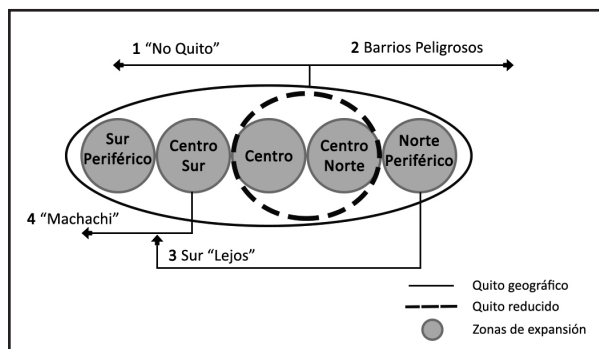 1 “No Quito”
2 Barrios Peligrosos
Sur
Periférico
Centro
Sur
Centro
Centro
Norte
Norte
Periférico
4 “Machachi”
3 Sur “Lejos”
Quito geográfico
Quito reducido
Zonas de expansión